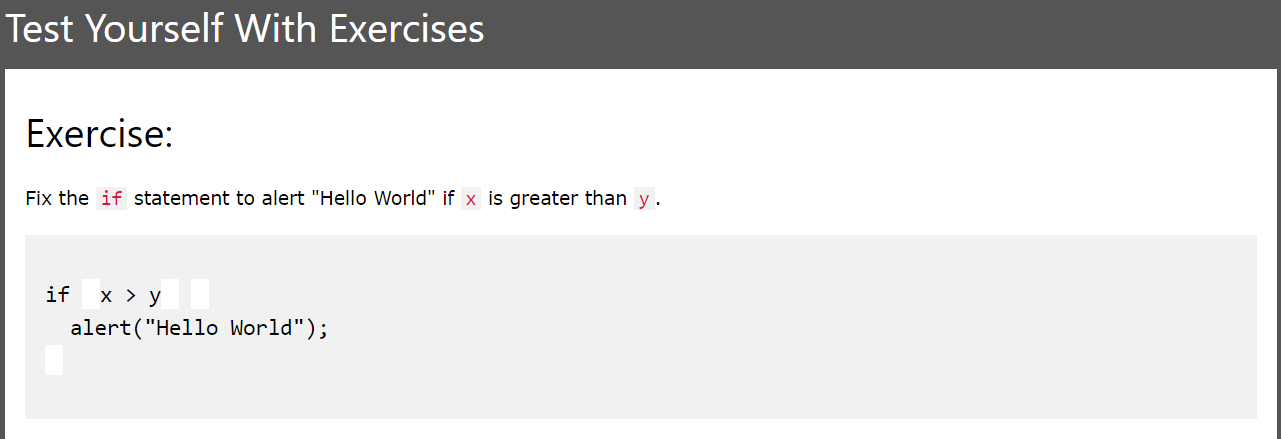 Test Yourself With Exercises
Exercise:
Fix the if statement to alert "Hello World" if x is greater than y.
if x > y
alert("Hello World");